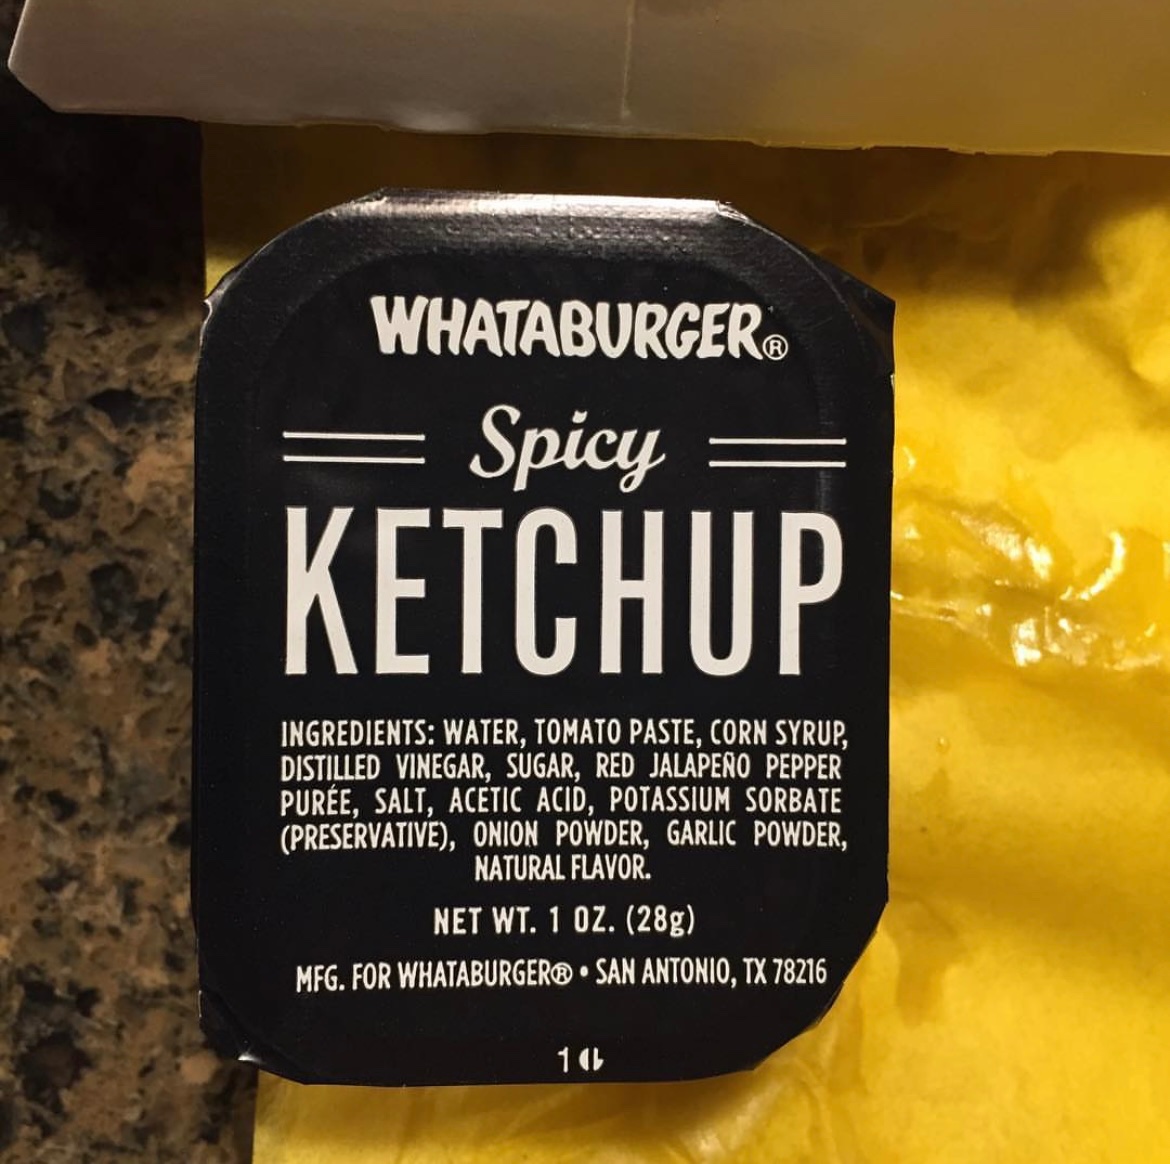 WHATABURGER®
Spicy
KETCHUP
INGREDIENTS: WATER, TOMATO PASTE, CORN SYRUP,
DISTILLED VINEGAR, SUGAR, RED JALAPEÑO PEPPER
PURÉE, SALT, ACETIC ACID, POTASSIUM SORBATE
(PRESERVATIVE), ONION POWDER, GARLIC POWDER,
NATURAL FLAVOR.
NET WT. 1 OZ. (28g)
MFG. FOR WHATABURGER® • SAN ANTONIO, TX 78216
1